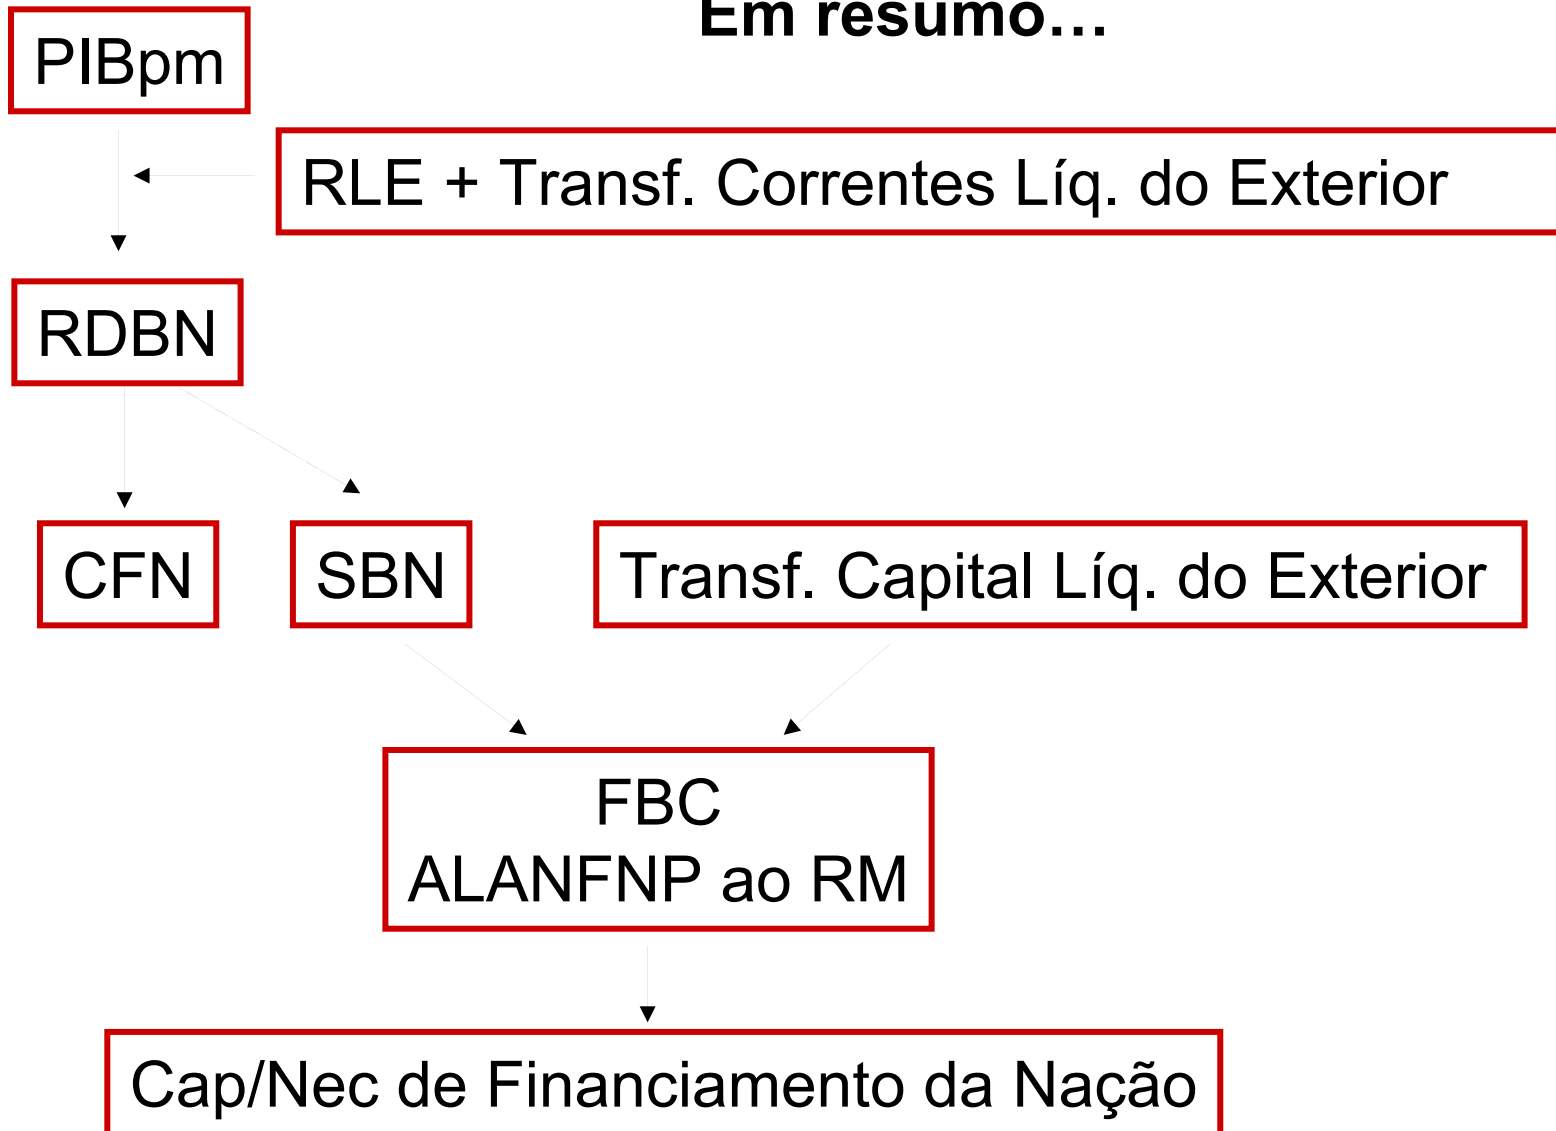 Em resumo…
PIBpm
RLE + Transf. Correntes Líq. do Exterior
RDBN
CFN
SBN
Transf. Capital Líq. do Exterior
FBC
ALANFNP ao RM
Cap/Nec de Financiamento da Nação